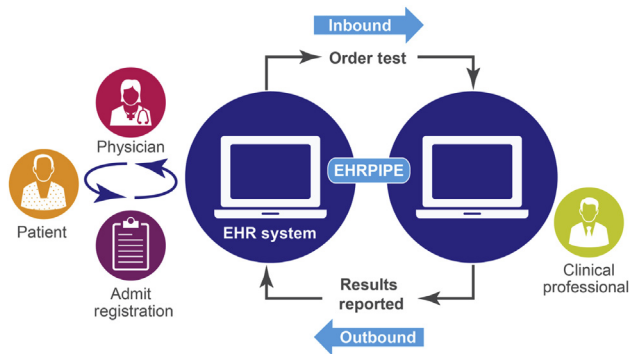 Inbound
Order test
Physician
EHRPIPE
Patient
EHR system
Admit
registration
Results
reported
Clinical
professional
Outbound